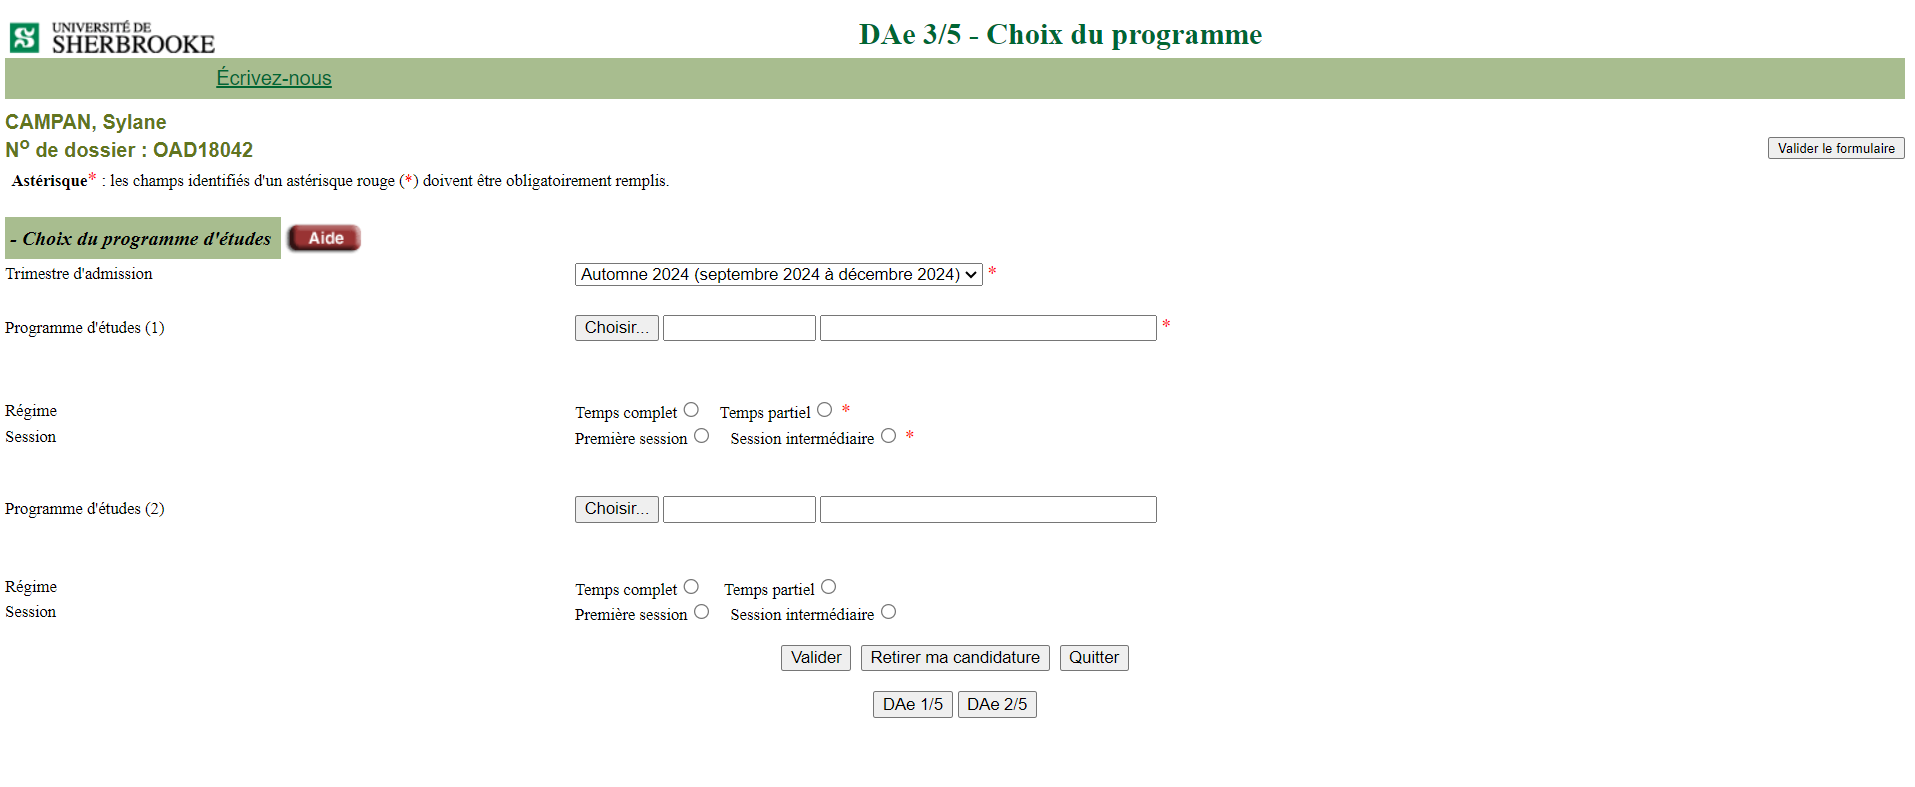 UNIVERSITÉ DE
SHERBROOKE
DAe 3/5 - Choix du programme
Écrivez-nous
CAMPAN, Sylane
Nº de dossier : OAD18042
Valider le formulaire
Astérisque* : les champs identifiés d'un astérisque rouge (*) doivent être obligatoirement remplis.
- Choix du programme d'études Aide
Trimestre d'admission Automne 2024 (septembre 2024 à décembre 2024) *
Programme d'études (1) Choisir... *
Régime Temps complet Temps partiel *
Session Première session Session intermédiaire *
Programme d'études (2) Choisir...
Régime Temps complet Temps partiel
Session Première session Session intermédiaire
Valider Retirer ma candidature Quitter
DAe 1/5 DAe 2/5